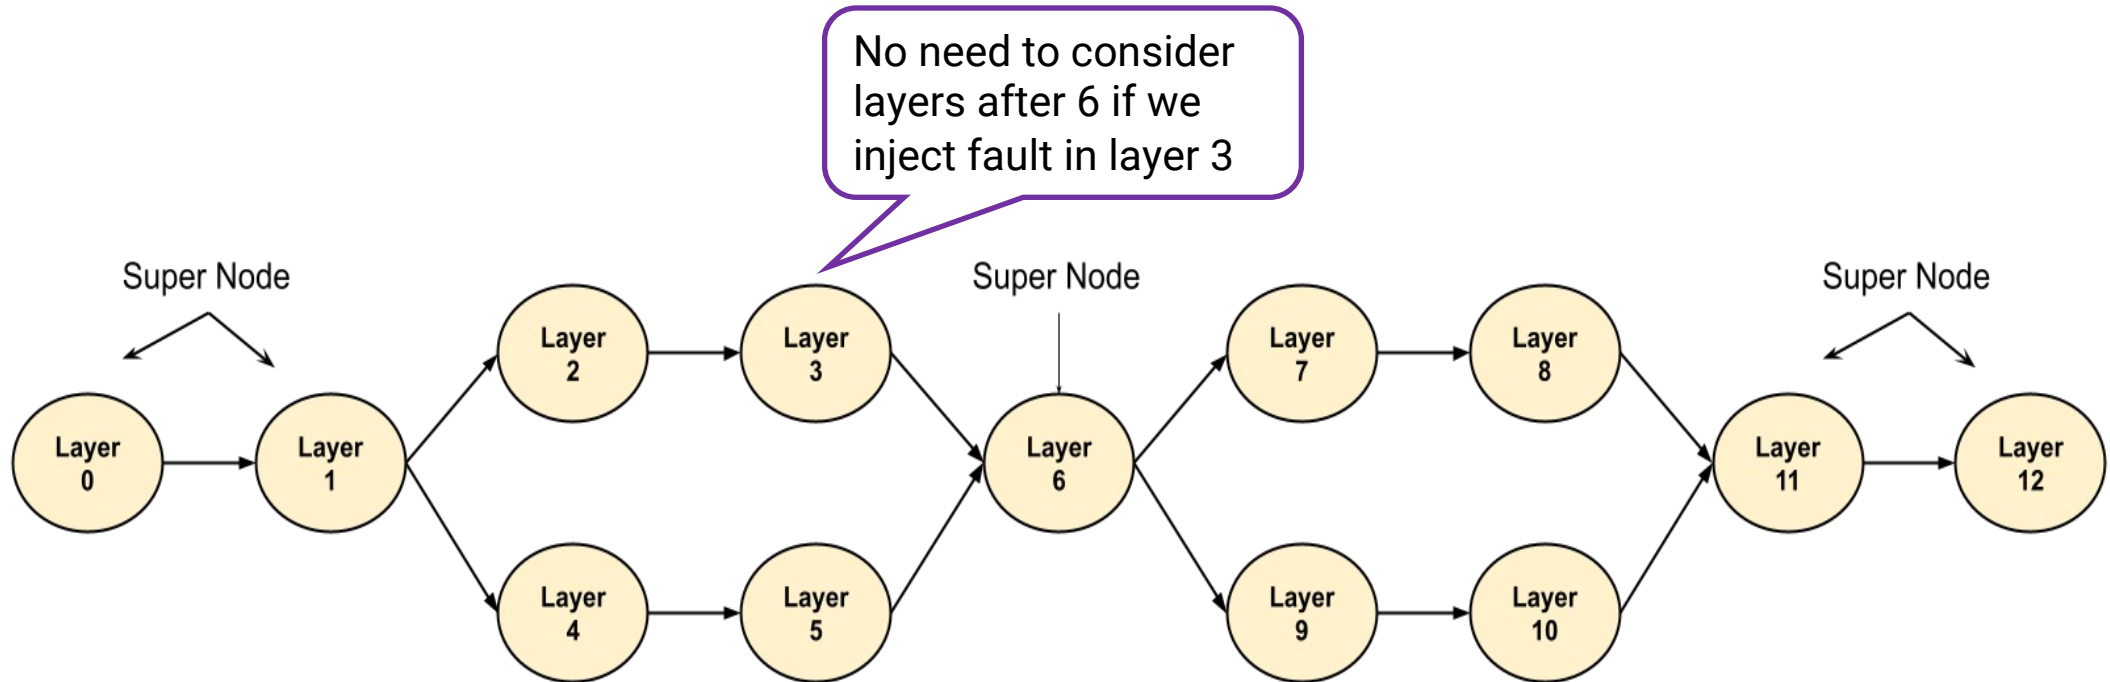 No need to consider
layers after 6 if we
inject fault in layer 3
Super Node
Super Node
Super Node
Layer
0
Layer
1
Layer
2
Layer
3
Layer
4
Layer
5
Layer
6
Layer
7
Layer
8
Layer
9
Layer
10
Layer
11
Layer
12